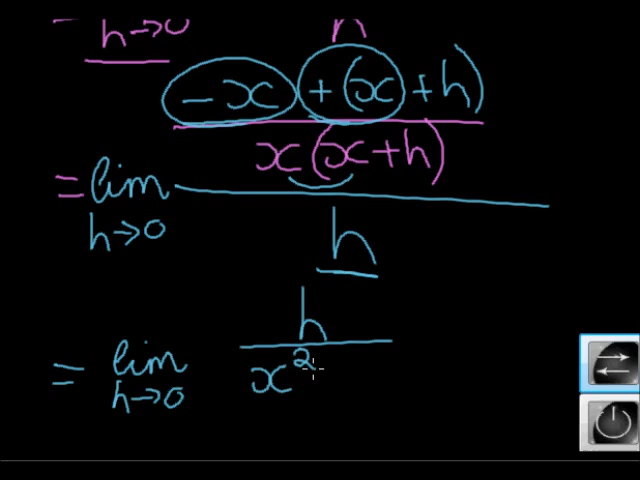 h→0 h
-x +(x+h)
x(x+h)
= lim
h→0 h
h
= lim x²
h→0